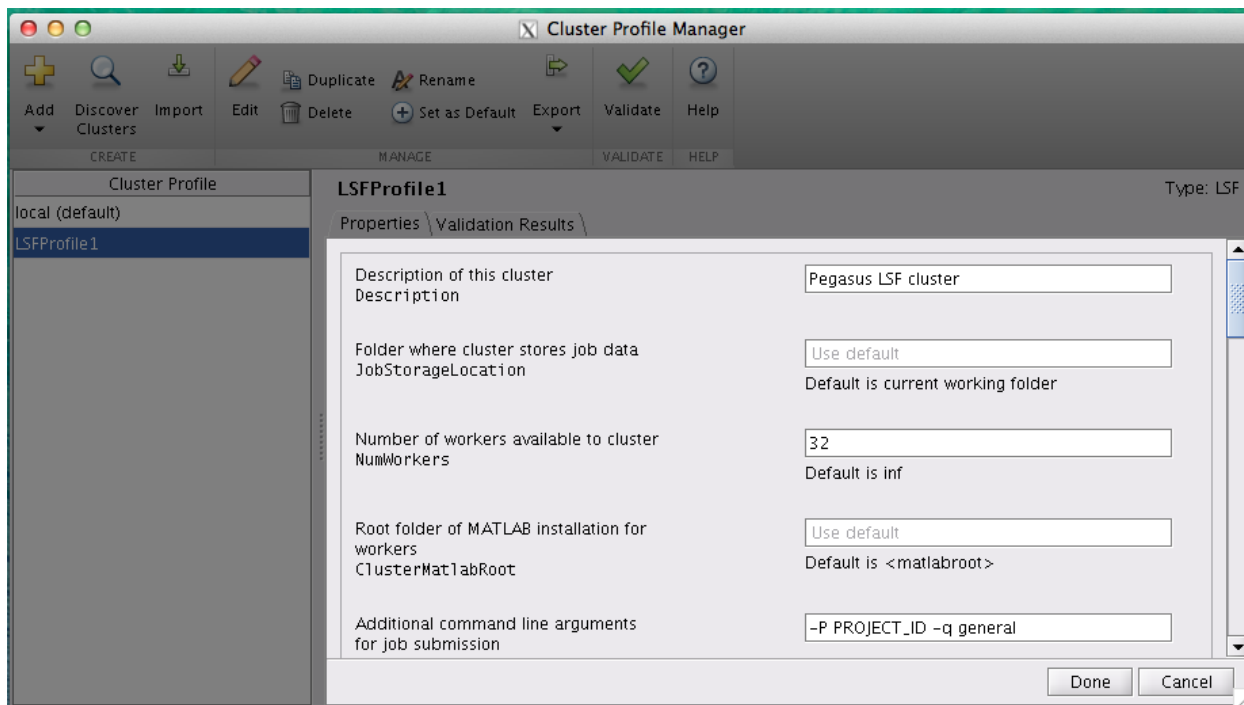 Cluster Profile Manager
Add
Discover Clusters
Import
Edit
Duplicate
Delete
Rename
Set as Default
Export
Validate
Help
CREATE
MANAGE
VALIDATE
HELP
Cluster Profile
local (default)
LSFProfile1
LSFProfile1
Type: LSF
Properties
Validation Results
Description of this cluster
Description
Pegasus LSF cluster
Folder where cluster stores job data
JobStorageLocation
Use default
Default is current working folder
Number of workers available to cluster
NumWorkers
32
Default is inf
Root folder of MATLAB installation for
workers
ClusterMatlabRoot
Use default
Default is <matlabroot>
Additional command line arguments
for job submission
-P PROJECT_ID -q general
Done
Cancel